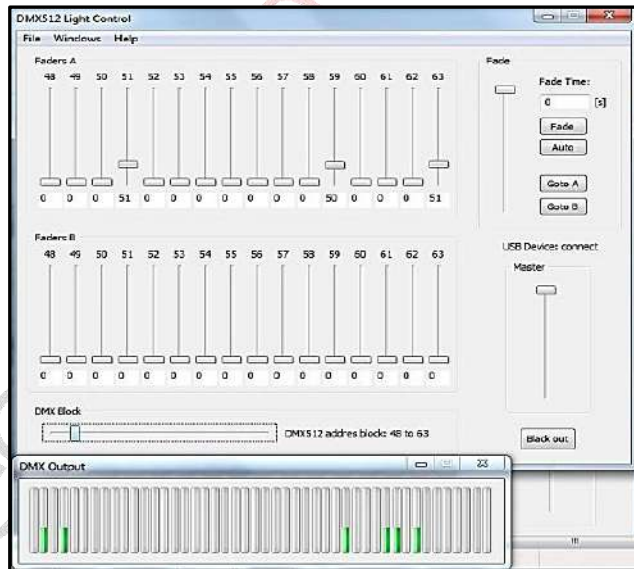 DMX512 Light Control
File Windows Help
Faders A
48 49 50 51 52 53 54 55 56 57 58 59 60 61 62 63
0 0 0 51 0 0 0 0 0 0 0 50 0 0 0 51
Fade
Fade Time:
0 [s]
Fade
Auto
Goto A
Goto B
Faders B
48 49 50 51 52 53 54 55 56 57 58 59 60 61 62 63
0 0 0 0 0 0 0 0 0 0 0 0 0 0 0 0
USB Device: connect
Master
DMX Block
DMX512 addres block: 48 to 63
Black out
DMX Output